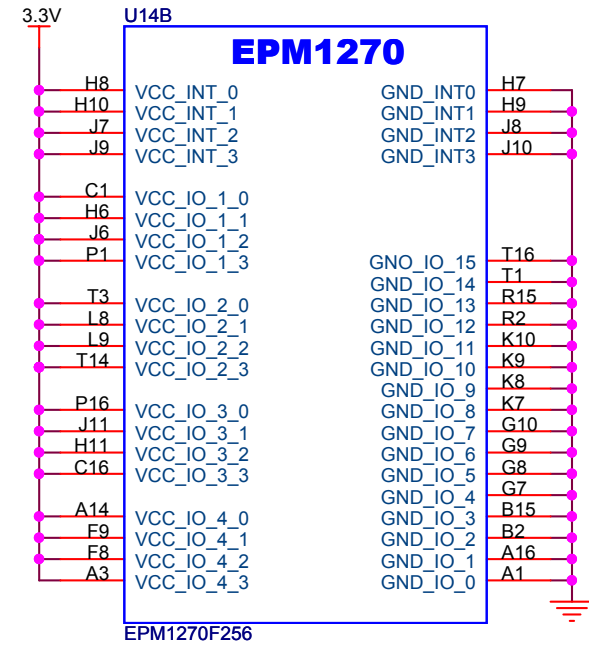 3.3V U14B
EPM1270
H8 VCC_INT_0 GND_INT0 H7
H10 VCC_INT_1 GND_INT1 H9
J7 VCC_INT_2 GND_INT2 J8
J9 VCC_INT_3 GND_INT3 J10
C1 VCC_IO_1_0
H6 VCC_IO_1_1
J6 VCC_IO_1_2
P1 VCC_IO_1_3 GNO_IO_15 T16
GND_IO_14 T1
T3 VCC_IO_2_0 GND_IO_13 R15
L8 VCC_IO_2_1 GND_IO_12 R2
L9 VCC_IO_2_2 GND_IO_11 K10
T14 VCC_IO_2_3 GND_IO_10 K9
GND_IO_9 K8
P16 VCC_IO_3_0 GND_IO_8 K7
J11 VCC_IO_3_1 GND_IO_7 G10
H11 VCC_IO_3_2 GND_IO_6 G9
C16 VCC_IO_3_3 GND_IO_5 G8
GND_IO_4 G7
A14 VCC_IO_4_0 GND_IO_3 B15
F9 VCC_IO_4_1 GND_IO_2 B2
F8 VCC_IO_4_2 GND_IO_1 A16
A3 VCC_IO_4_3 GND_IO_0 A1
EPM1270F256